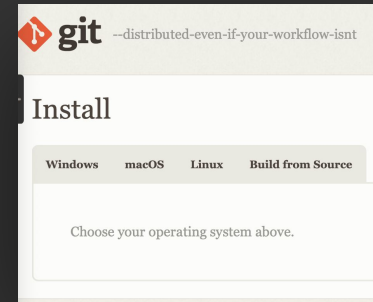 git --distributed-even-if-your-workflow-isnt
Install
Windows macOS Linux Build from Source
Choose your operating system above.